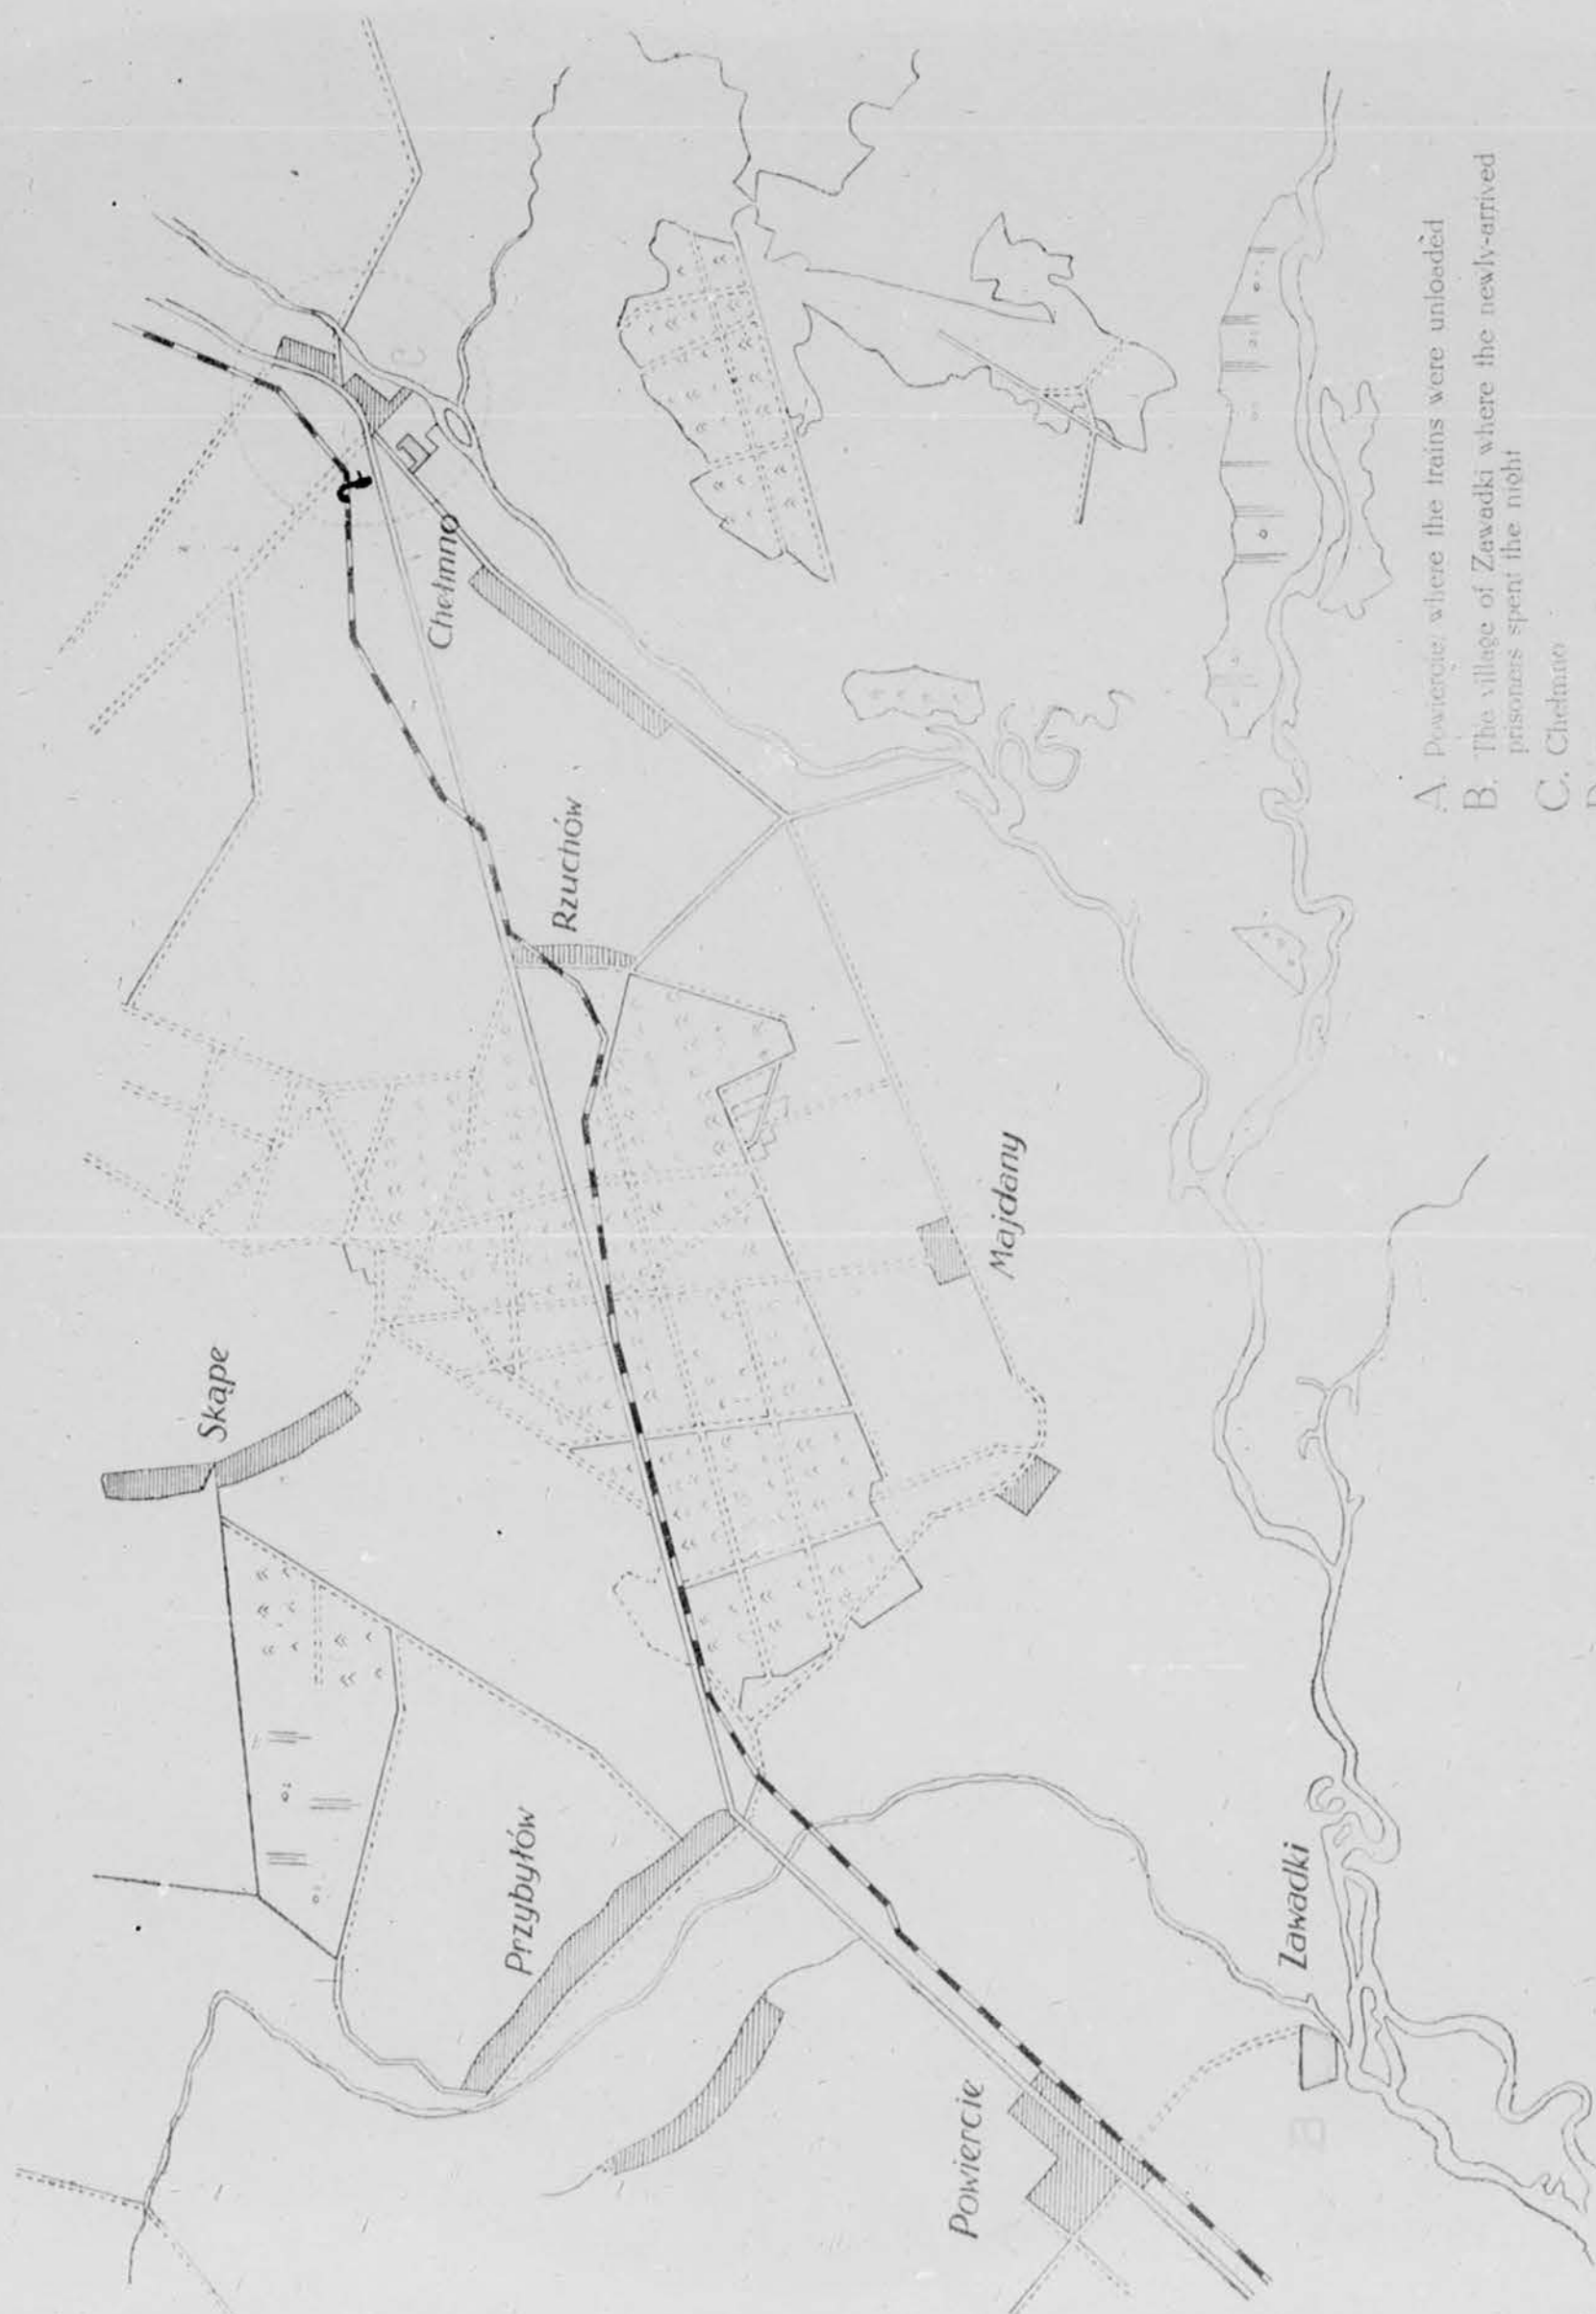 Skąpe
Chełmno
Rzuchów
Przybyłów
Majdany
Powiercie
Zawadki
C
B
A. Powiercie, where the trains were unloaded
B. The village of Zawadki where the newly-arrived
prisoners spent the night
C. Chełmno